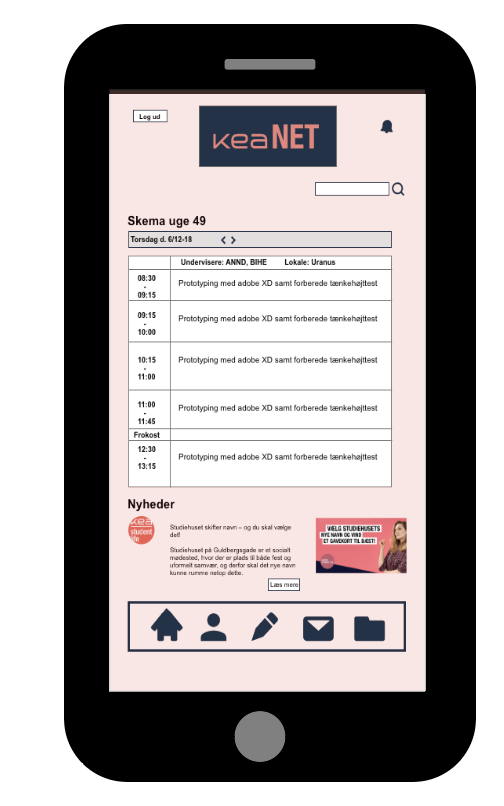 Log ud
kea NET
Skema uge 49
Torsdag d. 6/12-18
Undervisere: ANND, BIHE Lokale: Uranus
08:30
-
09:15
Prototyping med adobe XD samt forberede tænkehøjttest
09:15
-
10:00
Prototyping med adobe XD samt forberede tænkehøjttest
10:15
-
11:00
Prototyping med adobe XD samt forberede tænkehøjttest
11:00
-
11:45
Prototyping med adobe XD samt forberede tænkehøjttest
Frokost
12:30
-
13:15
Prototyping med adobe XD samt forberede tænkehøjttest
Nyheder
kea
student
life
Studiehuset skifter navn – og du skal vælge
det!
Studiehuset på Guldbergsgade er et socialt
mødested, hvor der er plads til både fest og
uformelt samvær, og derfor skal det nye navn
kunne rumme netop dette.
Læs mere
VÆLG STUDIEHUSETS
NYE NAVN OG VIND
ET GAVEKORT TIL BÆST!